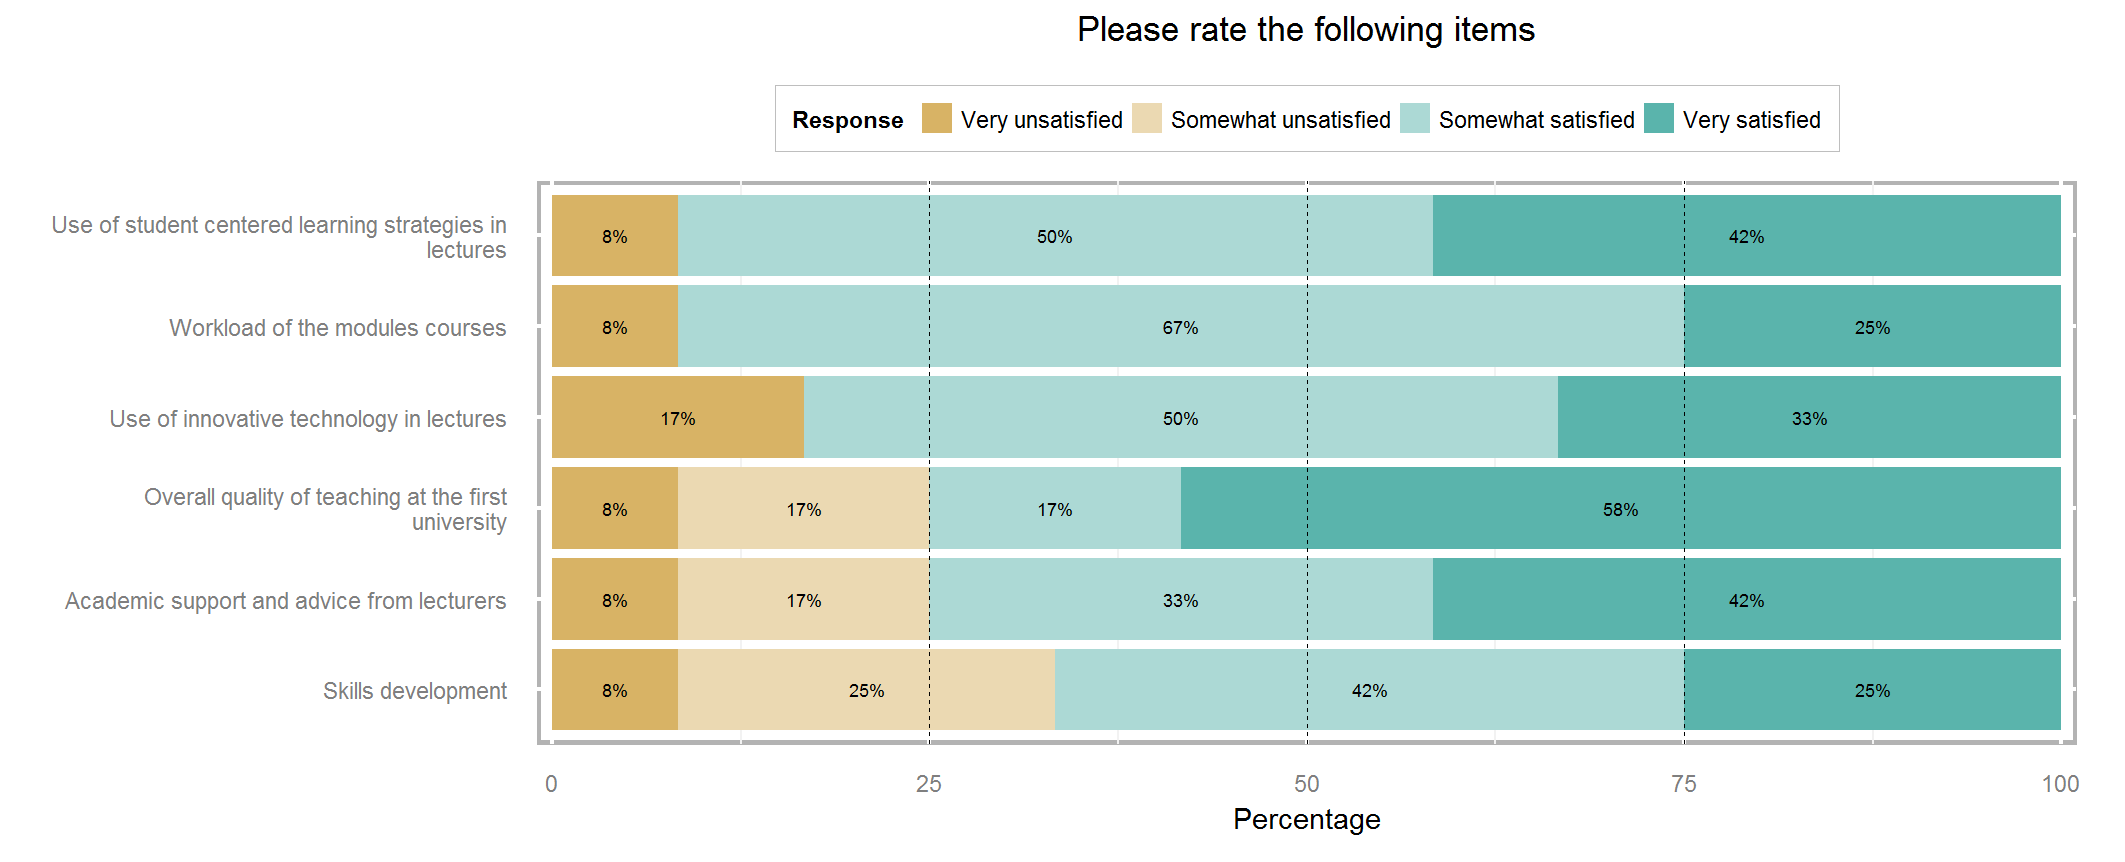 Please rate the following items
Response Very unsatisfied Somewhat unsatisfied Somewhat satisfied Very satisfied
Use of student centered learning strategies in
lectures
8% 50% 42%
Workload of the modules courses
8% 67% 25%
Use of innovative technology in lectures
17% 50% 33%
Overall quality of teaching at the first
university
8% 17% 17% 58%
Academic support and advice from lecturers
8% 17% 33% 42%
Skills development
8% 25% 42% 25%
0 25 50 75 100
Percentage